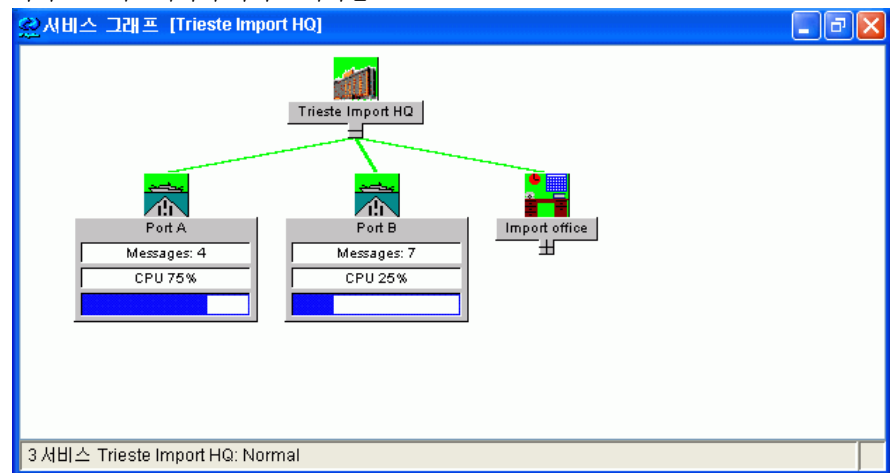 서비스 그래프 [Trieste Import HQ]
Trieste Import HQ
Port A
Messages: 4
CPU 75%
Port B
Messages: 7
CPU 25%
Import office
3 서비스 Trieste Import HQ: Normal